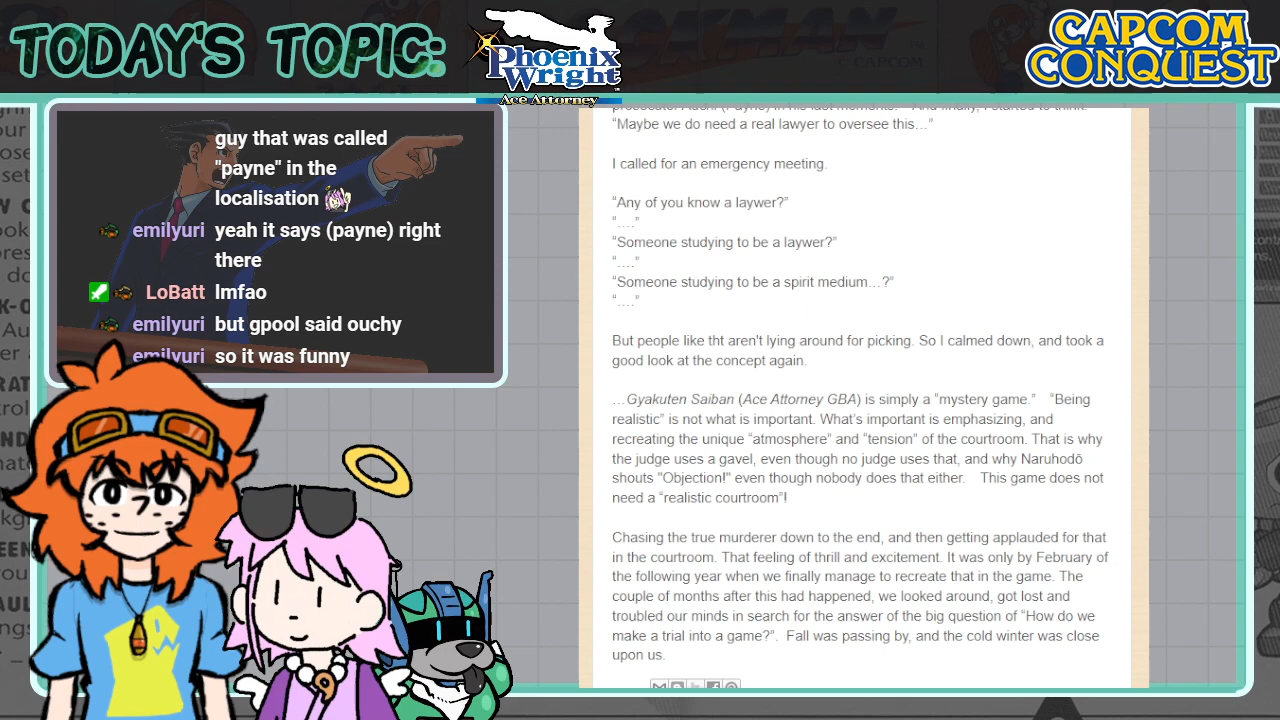 TODAY'S TOPIC:
Phoenix
Wright
Ace Attorney
CAPCOM
CONQUEST
guy that was called
"payne" in the
localisation
emilyuri yeah it says (payne) right
there
LoBatt lmfao
emilyuri but gpool said ouchy
emilyuri so it was funny
“Maybe we do need a real lawyer to oversee this…”
I called for an emergency meeting.
“Any of you know a laywer?”
“….”
“Someone studying to be a laywer?”
“….”
“Someone studying to be a spirit medium…?”
“….”
But people like tht aren't lying around for picking. So I calmed down, and took a
good look at the concept again.
…Gyakuten Saiban (Ace Attorney GBA) is simply a “mystery game.” “Being
realistic” is not what is important. What’s important is emphasizing, and
recreating the unique “atmosphere” and “tension” of the courtroom. That is why
the judge uses a gavel, even though no judge uses that, and why Naruhodō
shouts "Objection!" even though nobody does that either. This game does not
need a “realistic courtroom”!
Chasing the true murderer down to the end, and then getting applauded for that
in the courtroom. That feeling of thrill and excitement. It was only by February of
the following year when we finally manage to recreate that in the game. The
couple of months after this had happened, we looked around, got lost and
troubled our minds in search for the answer of the big question of “How do we
make a trial into a game?”. Fall was passing by, and the cold winter was close
upon us.